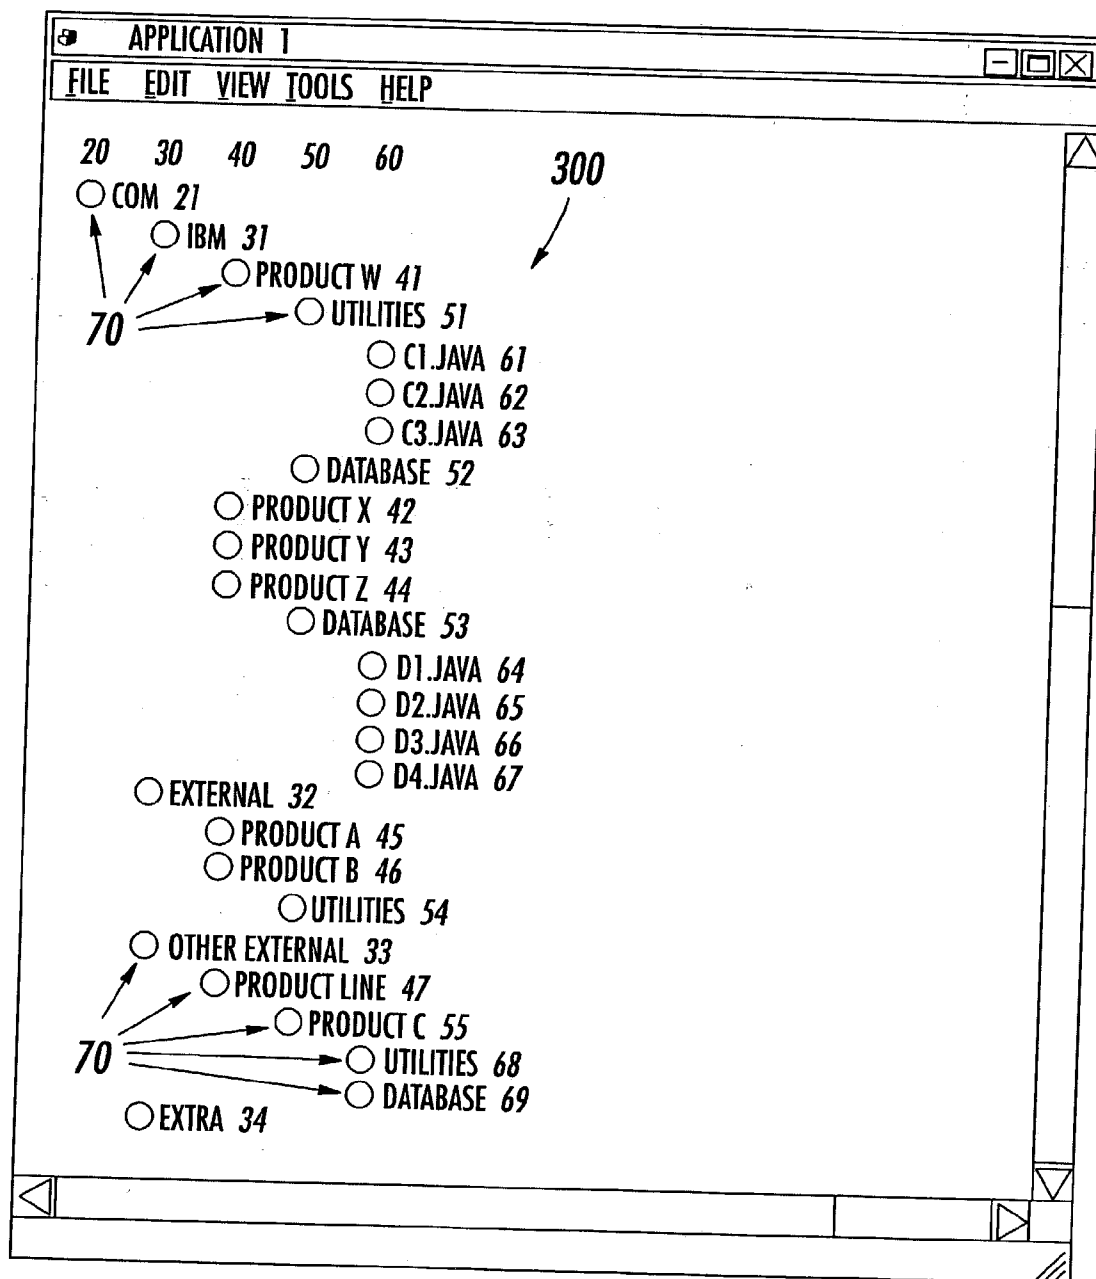 APPLICATION 1
FILE EDIT VIEW TOOLS HELP
20 30 40 50 60
300
COM 21
IBM 31
PRODUCT W 41
UTILITIES 51
70
C1.JAVA 61
C2.JAVA 62
C3.JAVA 63
DATABASE 52
PRODUCT X 42
PRODUCT Y 43
PRODUCT Z 44
DATABASE 53
D1.JAVA 64
D2.JAVA 65
D3.JAVA 66
D4.JAVA 67
EXTERNAL 32
PRODUCT A 45
PRODUCT B 46
UTILITIES 54
OTHER EXTERNAL 33
PRODUCT LINE 47
PRODUCT C 55
70
UTILITIES 68
DATABASE 69
EXTRA 34